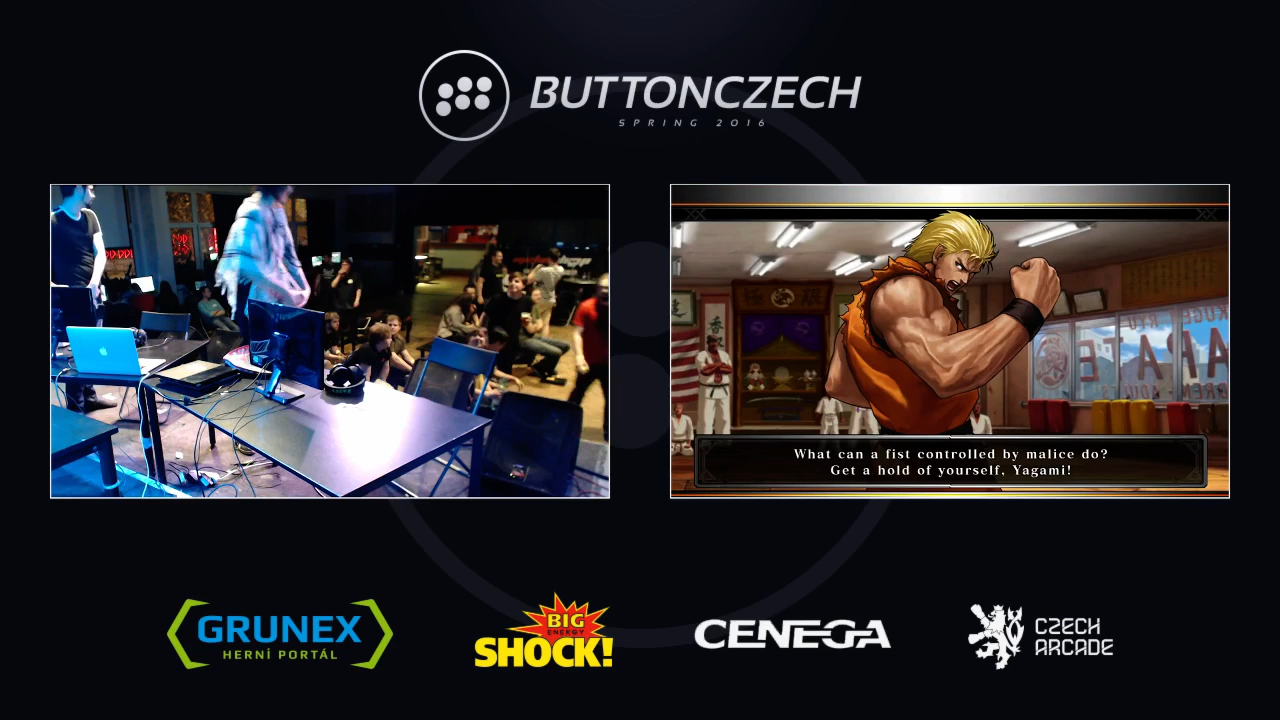 BUTTONCZECH
SPRING 2016
What can a fist controlled by malice do?
Get a hold of yourself, Yagami!
GRUNEX
HERNÍ PORTÁL
BIG
ENERGY
SHOCK!
CENEGA
CZECH
ARCADE